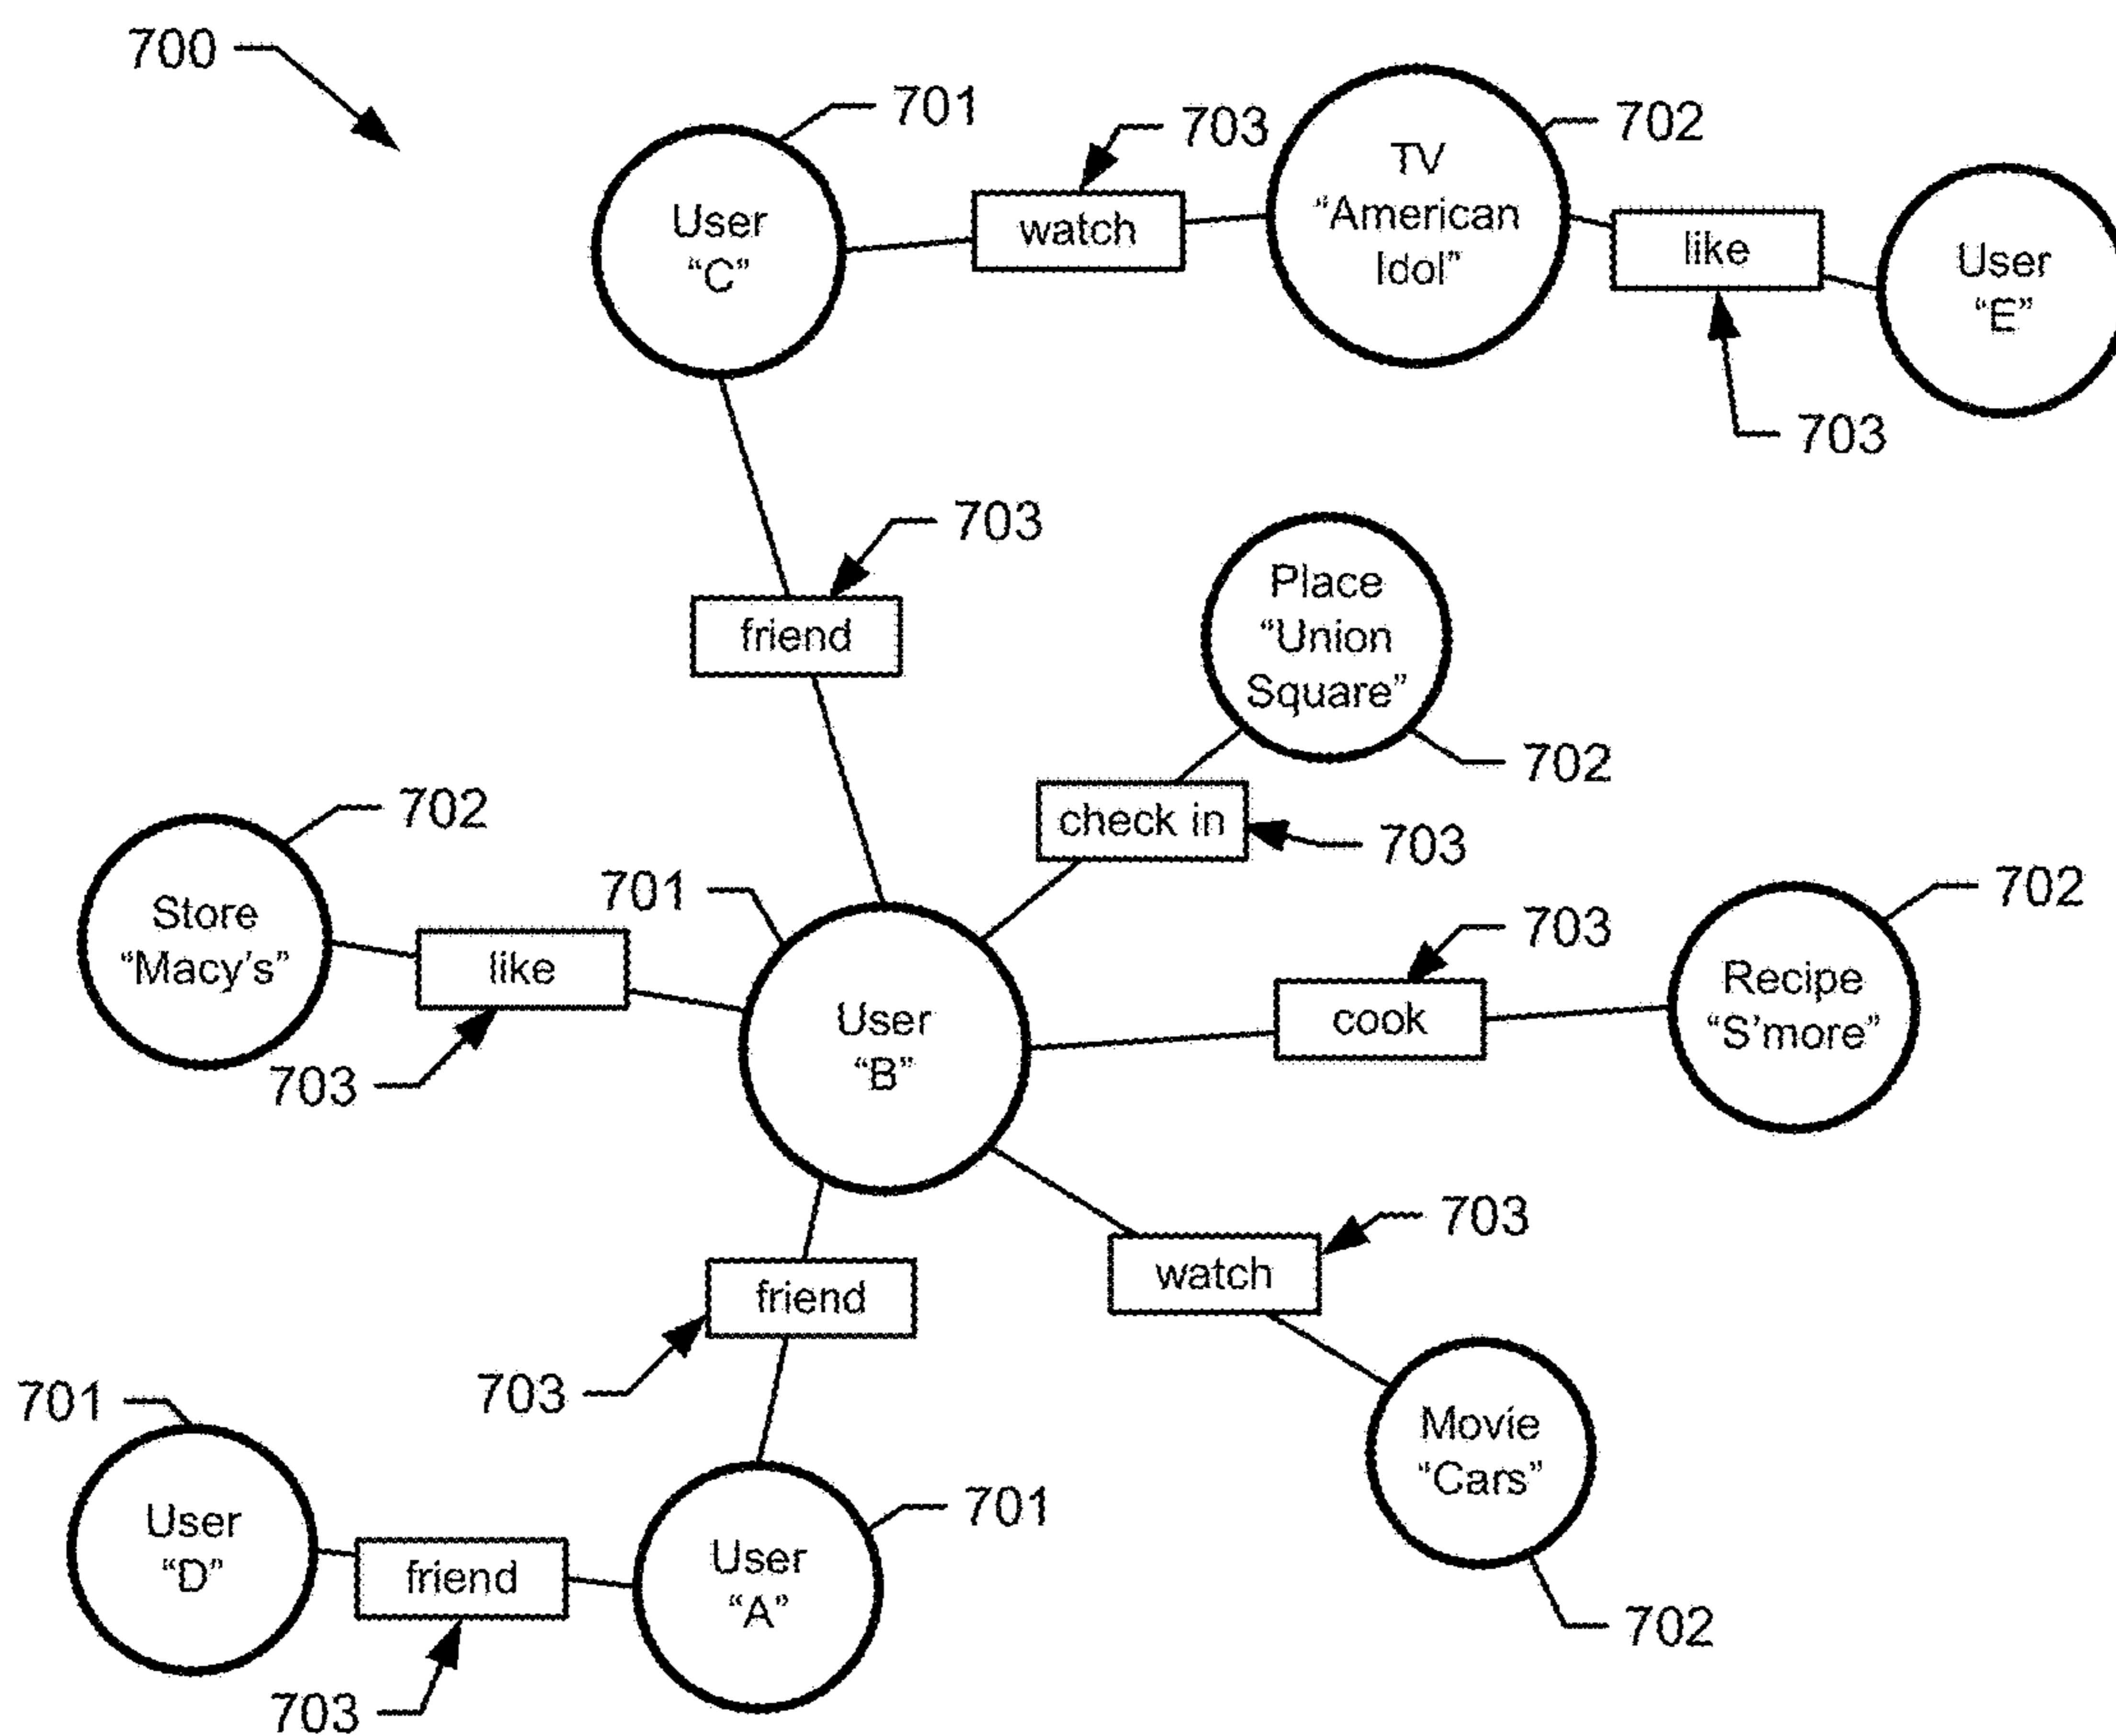 700
701
703
702
User
“C”
watch
TV
“American
Idol”
like
User
“E”
703
703
friend
Place
“Union
Square”
702
702
check in
703
Store
“Macy's”
like
703
701
User
“B”
703
cook
702
Recipe
“S'more”
friend
703
703
watch
Movie
“Cars”
702
701
User
“D”
friend
703
701
User
“A”